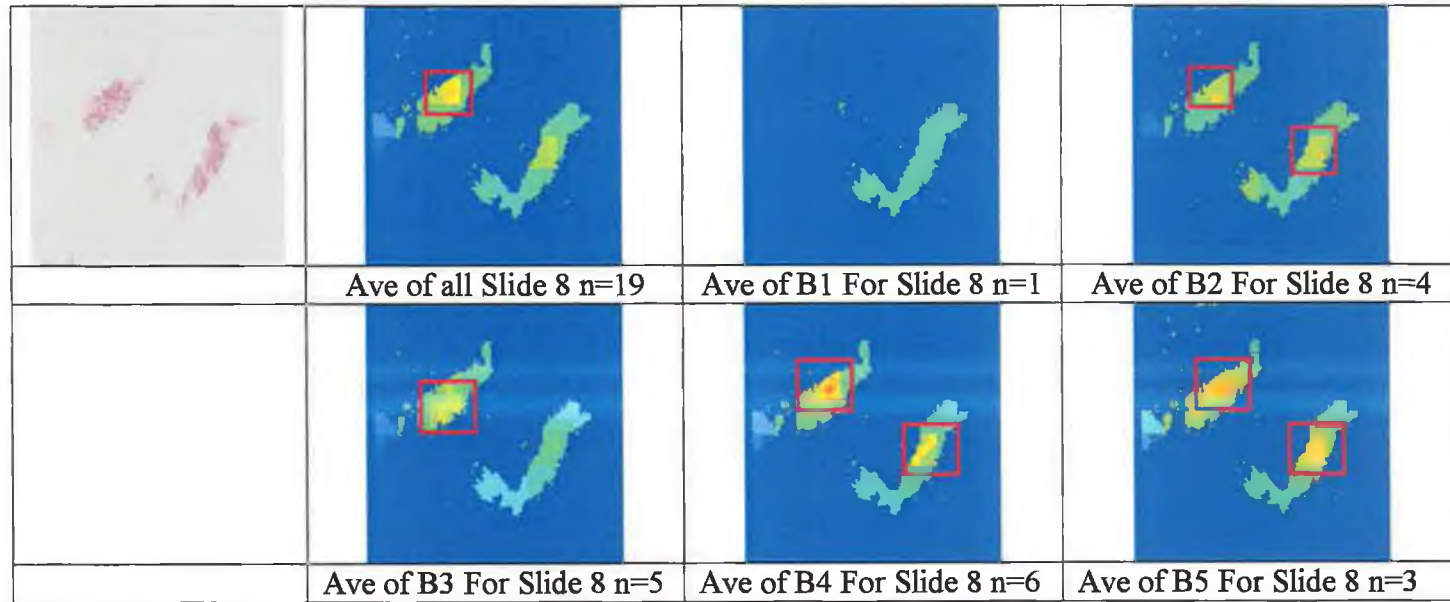 Ave of all Slide 8 n=19
Ave of B1 For Slide 8 n=1
Ave of B2 For Slide 8 n=4
Ave of B3 For Slide 8 n=5
Ave of B4 For Slide 8 n=6
Ave of B5 For Slide 8 n=3